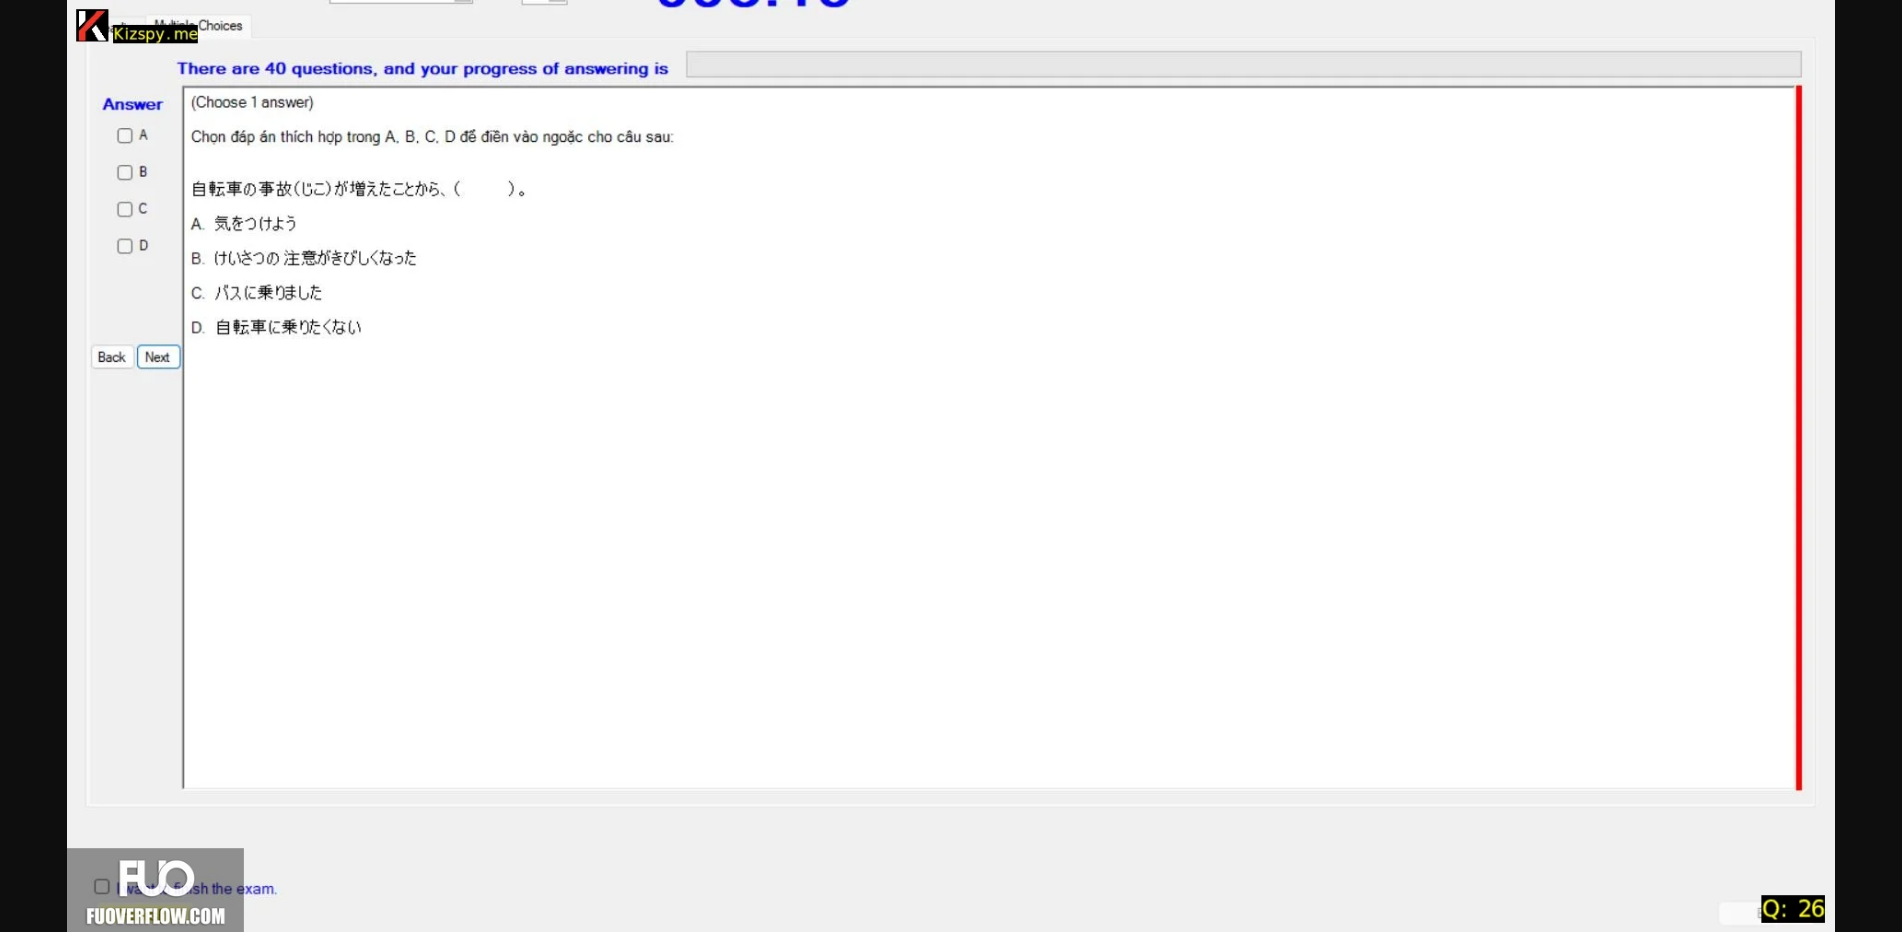 Choices
Kizspy.me
There are 40 questions, and your progress of answering is
Answer
(Choose 1 answer)
A
Chọn đáp án thích hợp trong A, B, C, D để điền vào ngoặc cho câu sau:
B
自転車の事故(じこ)が増えたことから、(　　　)。
C
A. 気をつけよう
D
B. けいさつの 注意がきびしくなった
C. バスに乗りました
D. 自転車に乗りたくない
Back Next
FUO
the exam.
FUOVERFLOW.COM
Q: 26